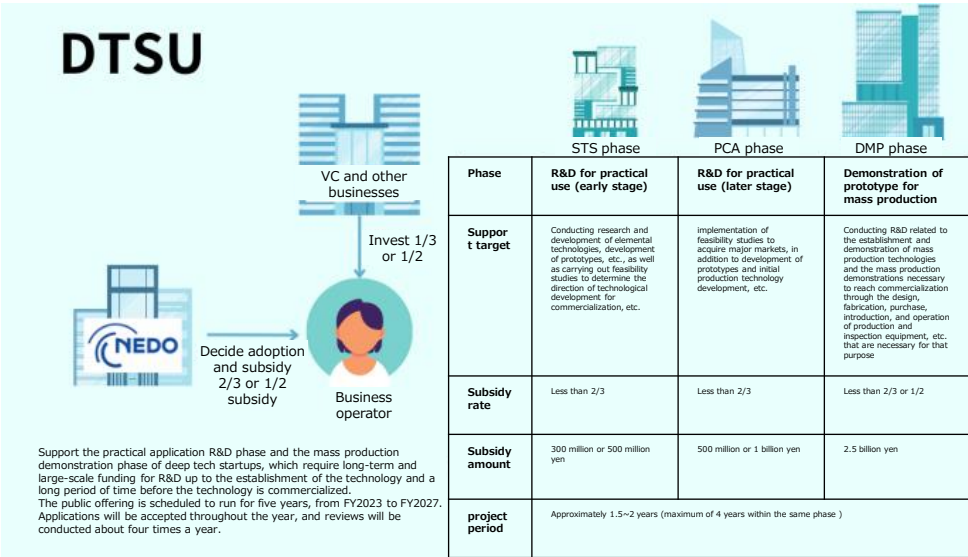 DTSU
VC and other
businesses
Invest 1/3
or 1/2
NEDO
Decide adoption
and subsidy
2/3 or 1/2
subsidy
Business
operator
Support the practical application R&D phase and the mass production
demonstration phase of deep tech startups, which require long-term and
large-scale funding for R&D up to the establishment of the technology and a
long period of time before the technology is commercialized.
The public offering is scheduled to run for five years, from FY2023 to FY2027.
Applications will be accepted throughout the year, and reviews will be
conducted about four times a year.
STS phase
PCA phase
DMP phase
Phase
R&D for practical
use (early stage)
R&D for practical
use (later stage)
Demonstration of
prototype for
mass production
Suppor
t target
Conducting research and
development of elemental
technologies, development
of prototypes, etc., as well
as carrying out feasibility
studies to determine the
direction of technological
development for
commercialization, etc.
implementation of
feasibility studies to
acquire major markets, in
addition to development of
prototypes and initial
production technology
development, etc.
Conducting R&D related to
the establishment and
demonstration of mass
production technologies
and the mass production
demonstrations necessary
to reach commercialization
through the design,
fabrication, purchase,
introduction, and operation
of production and
inspection equipment, etc.
that are necessary for that
purpose
Subsidy
rate
Less than 2/3
Less than 2/3
Less than 2/3 or 1/2
Subsidy
amount
300 million or 500 million
yen
500 million or 1 billion yen
2.5 billion yen
project
period
Approximately 1.5~2 years (maximum of 4 years within the same phase )